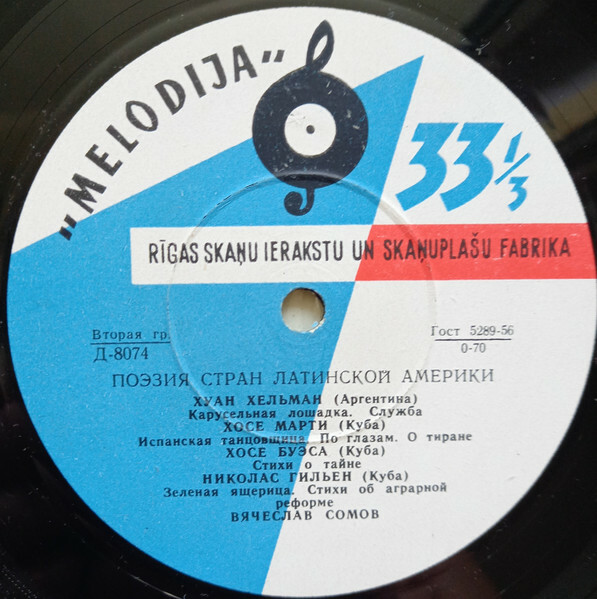 „MELODIJA"
33⅓
RĪGAS SKAŅU IERAKSTU UN SKAŅUPLAŠU FABRIKA
Вторая гр.
Д-8074
Гост 5289-56
0-70
ПОЭЗИЯ СТРАН ЛАТИНСКОЙ АМЕРИКИ
ХУАН ХЕЛЬМАН (Аргентина)
Карусельная лошадка. Служба
ХОСЕ МАРТИ (Куба)
Испанская танцовщица. По глазам. О тиране
ХОСЕ БУЭСА (Куба)
Стихи о тайне
НИКОЛАС ГИЛЬЕН (Куба)
Зеленая ящерица. Стихи об аграрной
реформе
ВЯЧЕСЛАВ СОМОВ